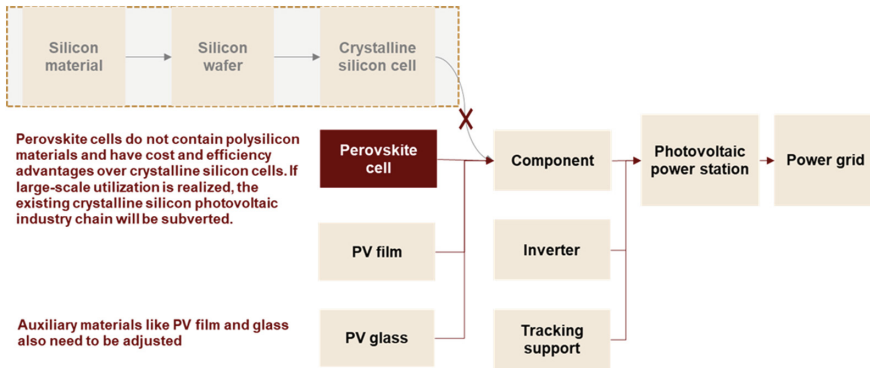 Silicon
material
Silicon
wafer
Crystalline
silicon cell
Perovskite cells do not contain polysilicon
materials and have cost and efficiency
advantages over crystalline silicon cells. If
large-scale utilization is realized, the
existing crystalline silicon photovoltaic
industry chain will be subverted.
Perovskite
cell
Component
Photovoltaic
power station
Power grid
PV film
Inverter
Auxiliary materials like PV film and glass
also need to be adjusted
PV glass
Tracking
support